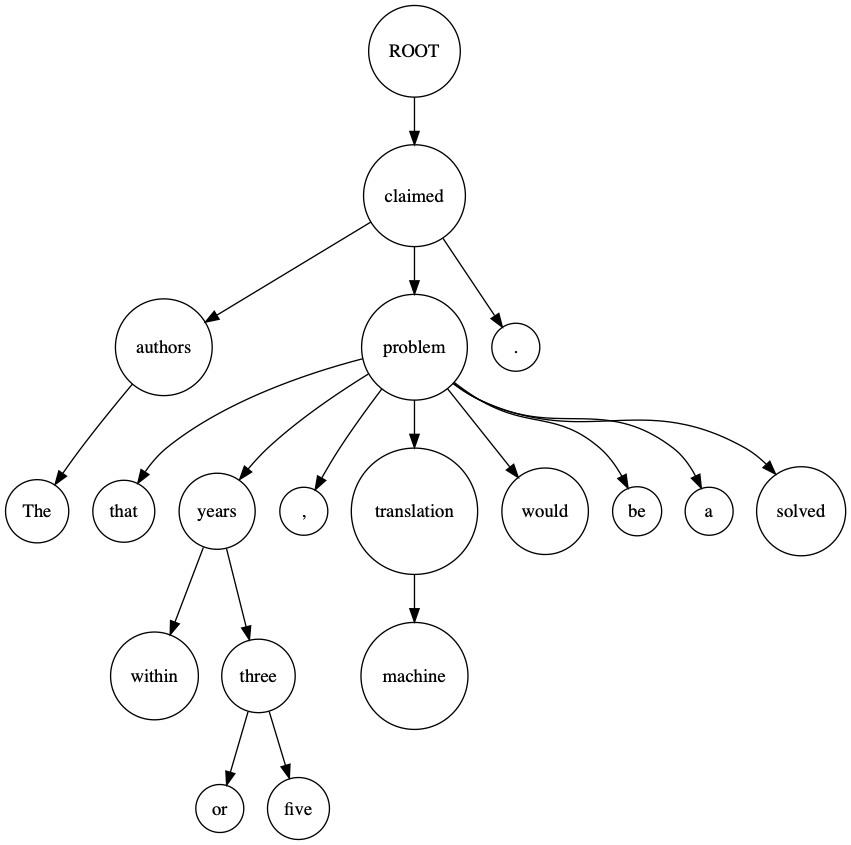 ROOT
claimed
authors problem .
The that years , translation would be a solved
within three machine
or five